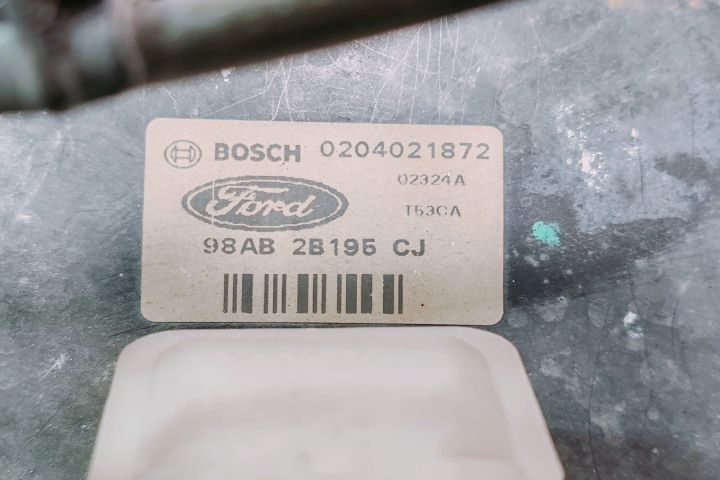 BOSCH 0204021872
02324A
Ford
T53CA
98AB 2B195 CJ